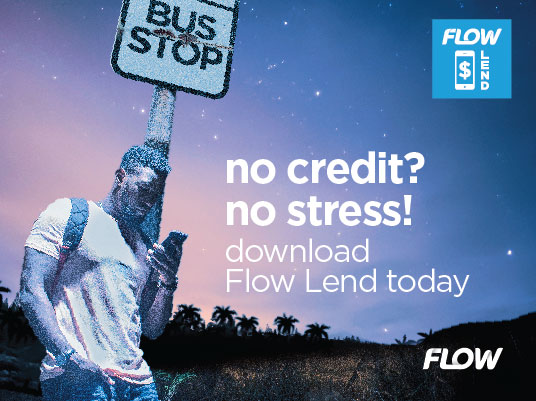 BUS
STOP
FLOW
$
LEND
no credit?
no stress!
download
Flow Lend today
FLOW